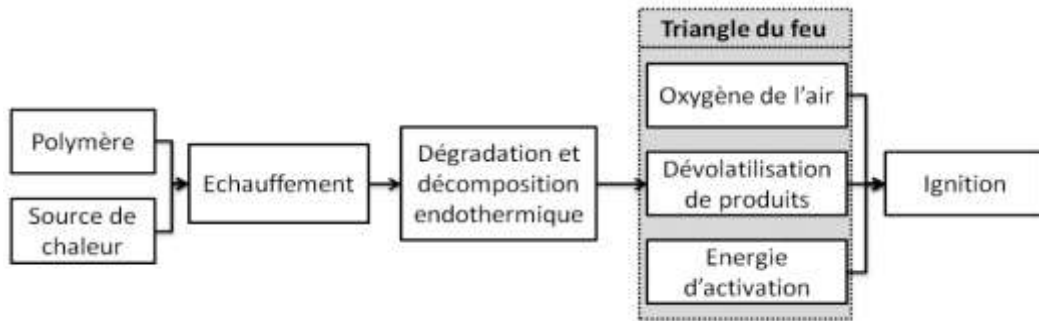 Triangle du feu
Polymère
Source de
chaleur
Echauffement
Dégradation et
décomposition
endothermique
Oxygène de l'air
Dévolatilisation
de produits
Energie
d'activation
Ignition